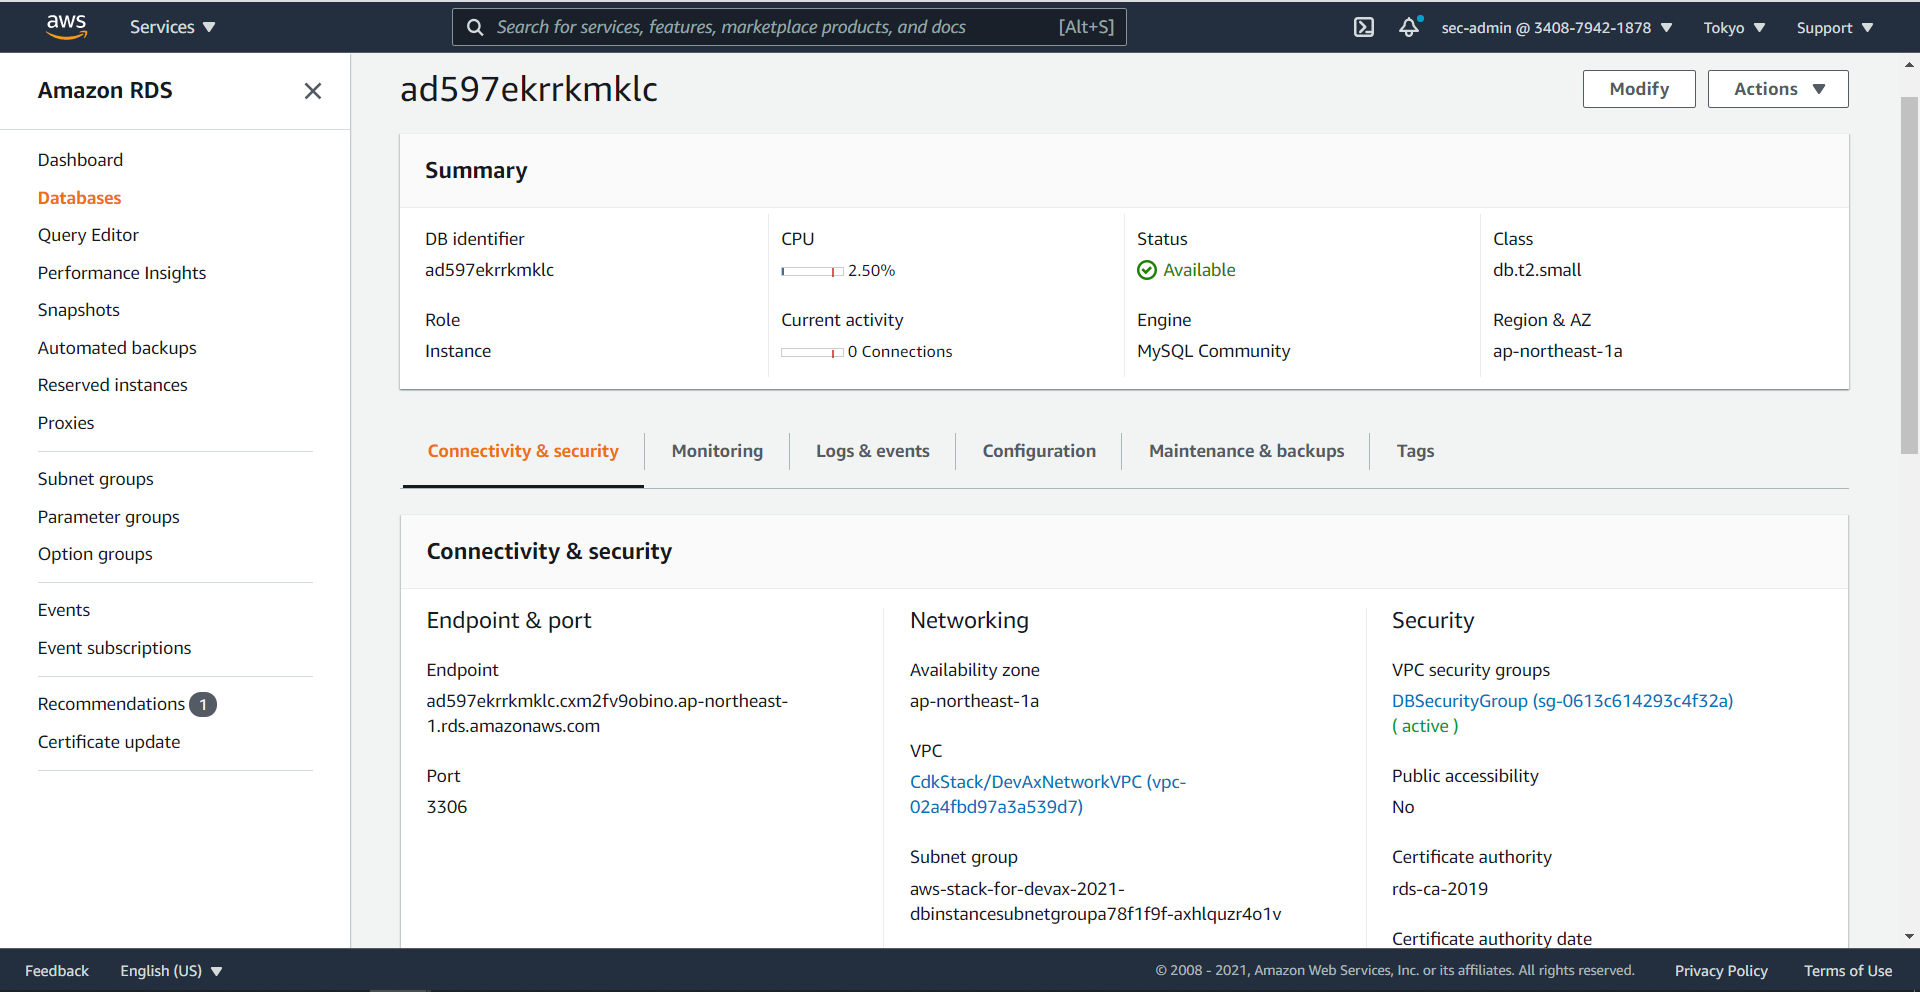 aws
Services
Search for services, features, marketplace products, and docs
[Alt+S]
sec-admin @ 3408-7942-1878
Tokyo
Support
Amazon RDS
Dashboard
Databases
Query Editor
Performance Insights
Snapshots
Automated backups
Reserved instances
Proxies
Subnet groups
Parameter groups
Option groups
Events
Event subscriptions
Recommendations 1
Certificate update
ad597ekrrkmklc
Modify
Actions
Summary
DB identifier
ad597ekrrkmklc
CPU
2.50%
Status
Available
Class
db.t2.small
Role
Instance
Current activity
0 Connections
Engine
MySQL Community
Region & AZ
ap-northeast-1a
Connectivity & security
Monitoring
Logs & events
Configuration
Maintenance & backups
Tags
Connectivity & security
Endpoint & port
Endpoint
ad597ekrrkmklc.cxm2fv9obino.ap-northeast-
1.rds.amazonaws.com
Port
3306
Networking
Availability zone
ap-northeast-1a
VPC
CdkStack/DevAxNetworkVPC (vpc-
02a4fbd97a3a539d7)
Subnet group
aws-stack-for-devax-2021-
dbinstancesubnetgroupa78f1f9f-axhlquzr4o1v
Security
VPC security groups
DBSecurityGroup (sg-0613c614293c4f32a)
( active )
Public accessibility
No
Certificate authority
rds-ca-2019
Certificate authority date
Feedback
English (US)
© 2008 - 2021, Amazon Web Services, Inc. or its affiliates. All rights reserved.
Privacy Policy
Terms of Use